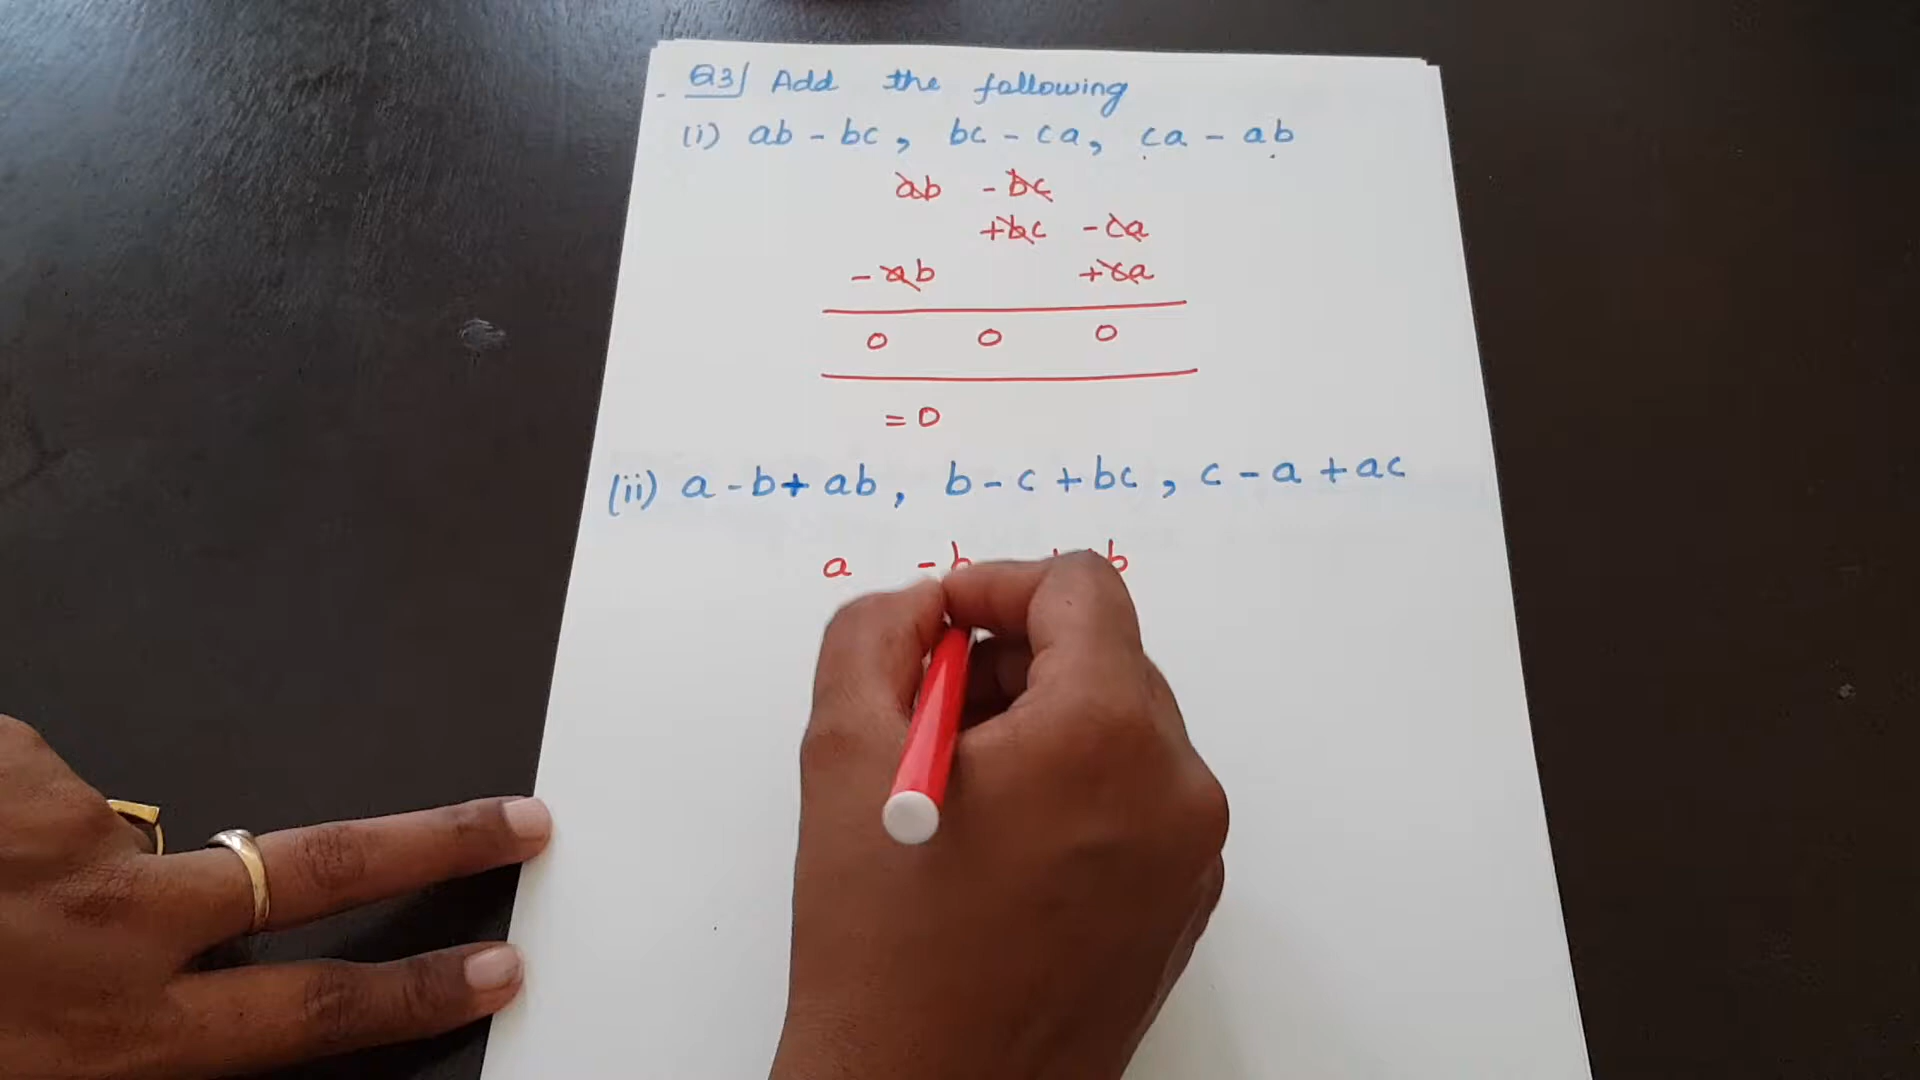 Q3/ Add the following
(i) ab - bc, bc - ca, ca - ab
ab - bc
+bc - ca
- ab +ca
0 0 0
= 0
(ii) a - b + ab, b - c + bc, c - a + ac
a - b